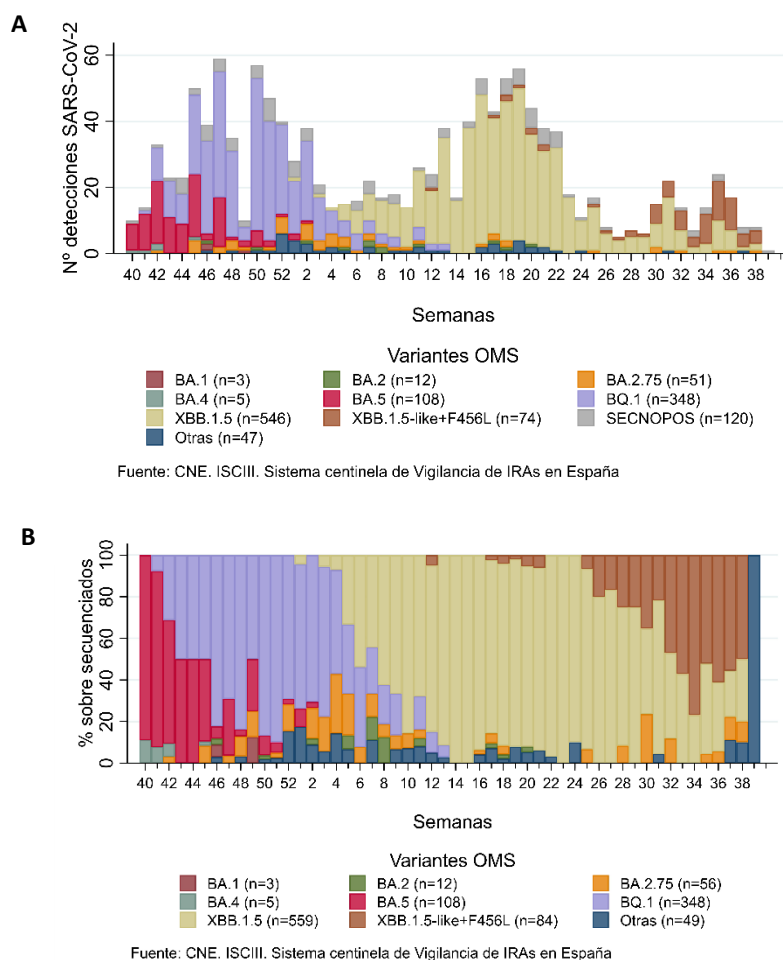 A
Nº detecciones SARS-CoV-2
60
40
20
0
40 42 44 46 48 50 52 2 4 6 8 10 12 14 16 18 20 22 24 26 28 30 32 34 36 38
Semanas
Variantes OMS
BA.1 (n=3) BA.2 (n=12) BA.2.75 (n=51)
BA.4 (n=5) BA.5 (n=108) BQ.1 (n=348)
XBB.1.5 (n=546) XBB.1.5-like+F456L (n=74) SECNOPOS (n=120)
Otras (n=47)
Fuente: CNE. ISCIII. Sistema centinela de Vigilancia de IRAs en España
B
% sobre secuenciados
100
80
60
40
20
0
40 42 44 46 48 50 52 2 4 6 8 10 12 14 16 18 20 22 24 26 28 30 32 34 36 38
Semanas
Variantes OMS
BA.1 (n=3) BA.2 (n=12) BA.2.75 (n=56)
BA.4 (n=5) BA.5 (n=108) BQ.1 (n=348)
XBB.1.5 (n=559) XBB.1.5-like+F456L (n=84) Otras (n=49)
Fuente: CNE. ISCIII. Sistema centinela de Vigilancia de IRAs en España